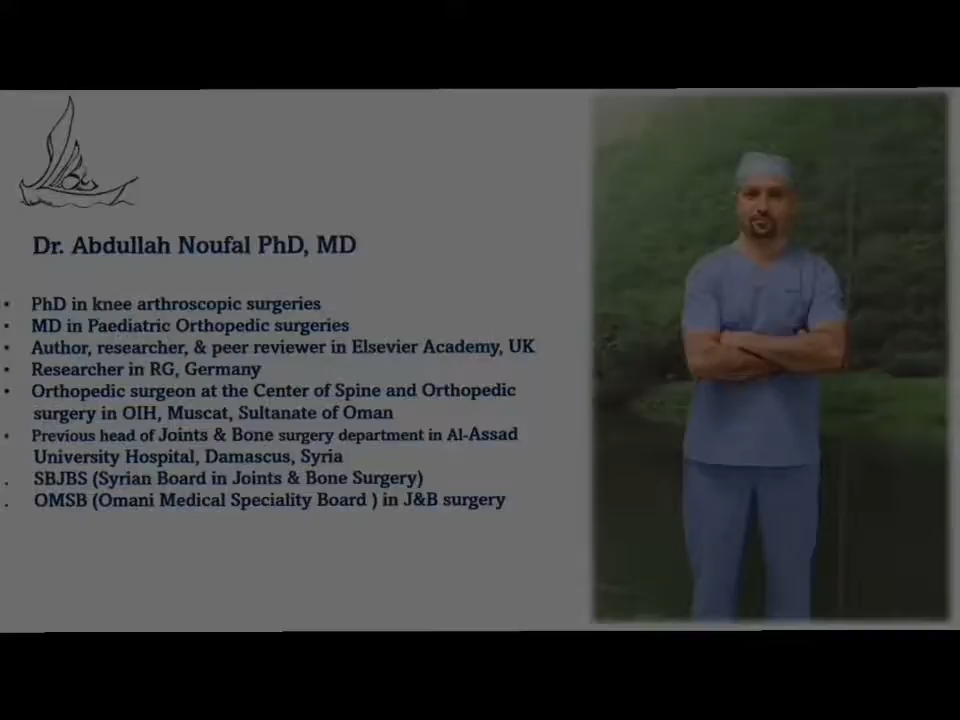 Dr. Abdullah Noufal PhD, MD
• PhD in knee arthroscopic surgeries
• MD in Paediatric Orthopedic surgeries
• Author, researcher, & peer reviewer in Elsevier Academy, UK
• Researcher in RG, Germany
• Orthopedic surgeon at the Center of Spine and Orthopedic
surgery in OIH, Muscat, Sultanate of Oman
• Previous head of Joints & Bone surgery department in Al-Assad
University Hospital, Damascus, Syria
. SBJBS (Syrian Board in Joints & Bone Surgery)
. OMSB (Omani Medical Speciality Board ) in J&B surgery